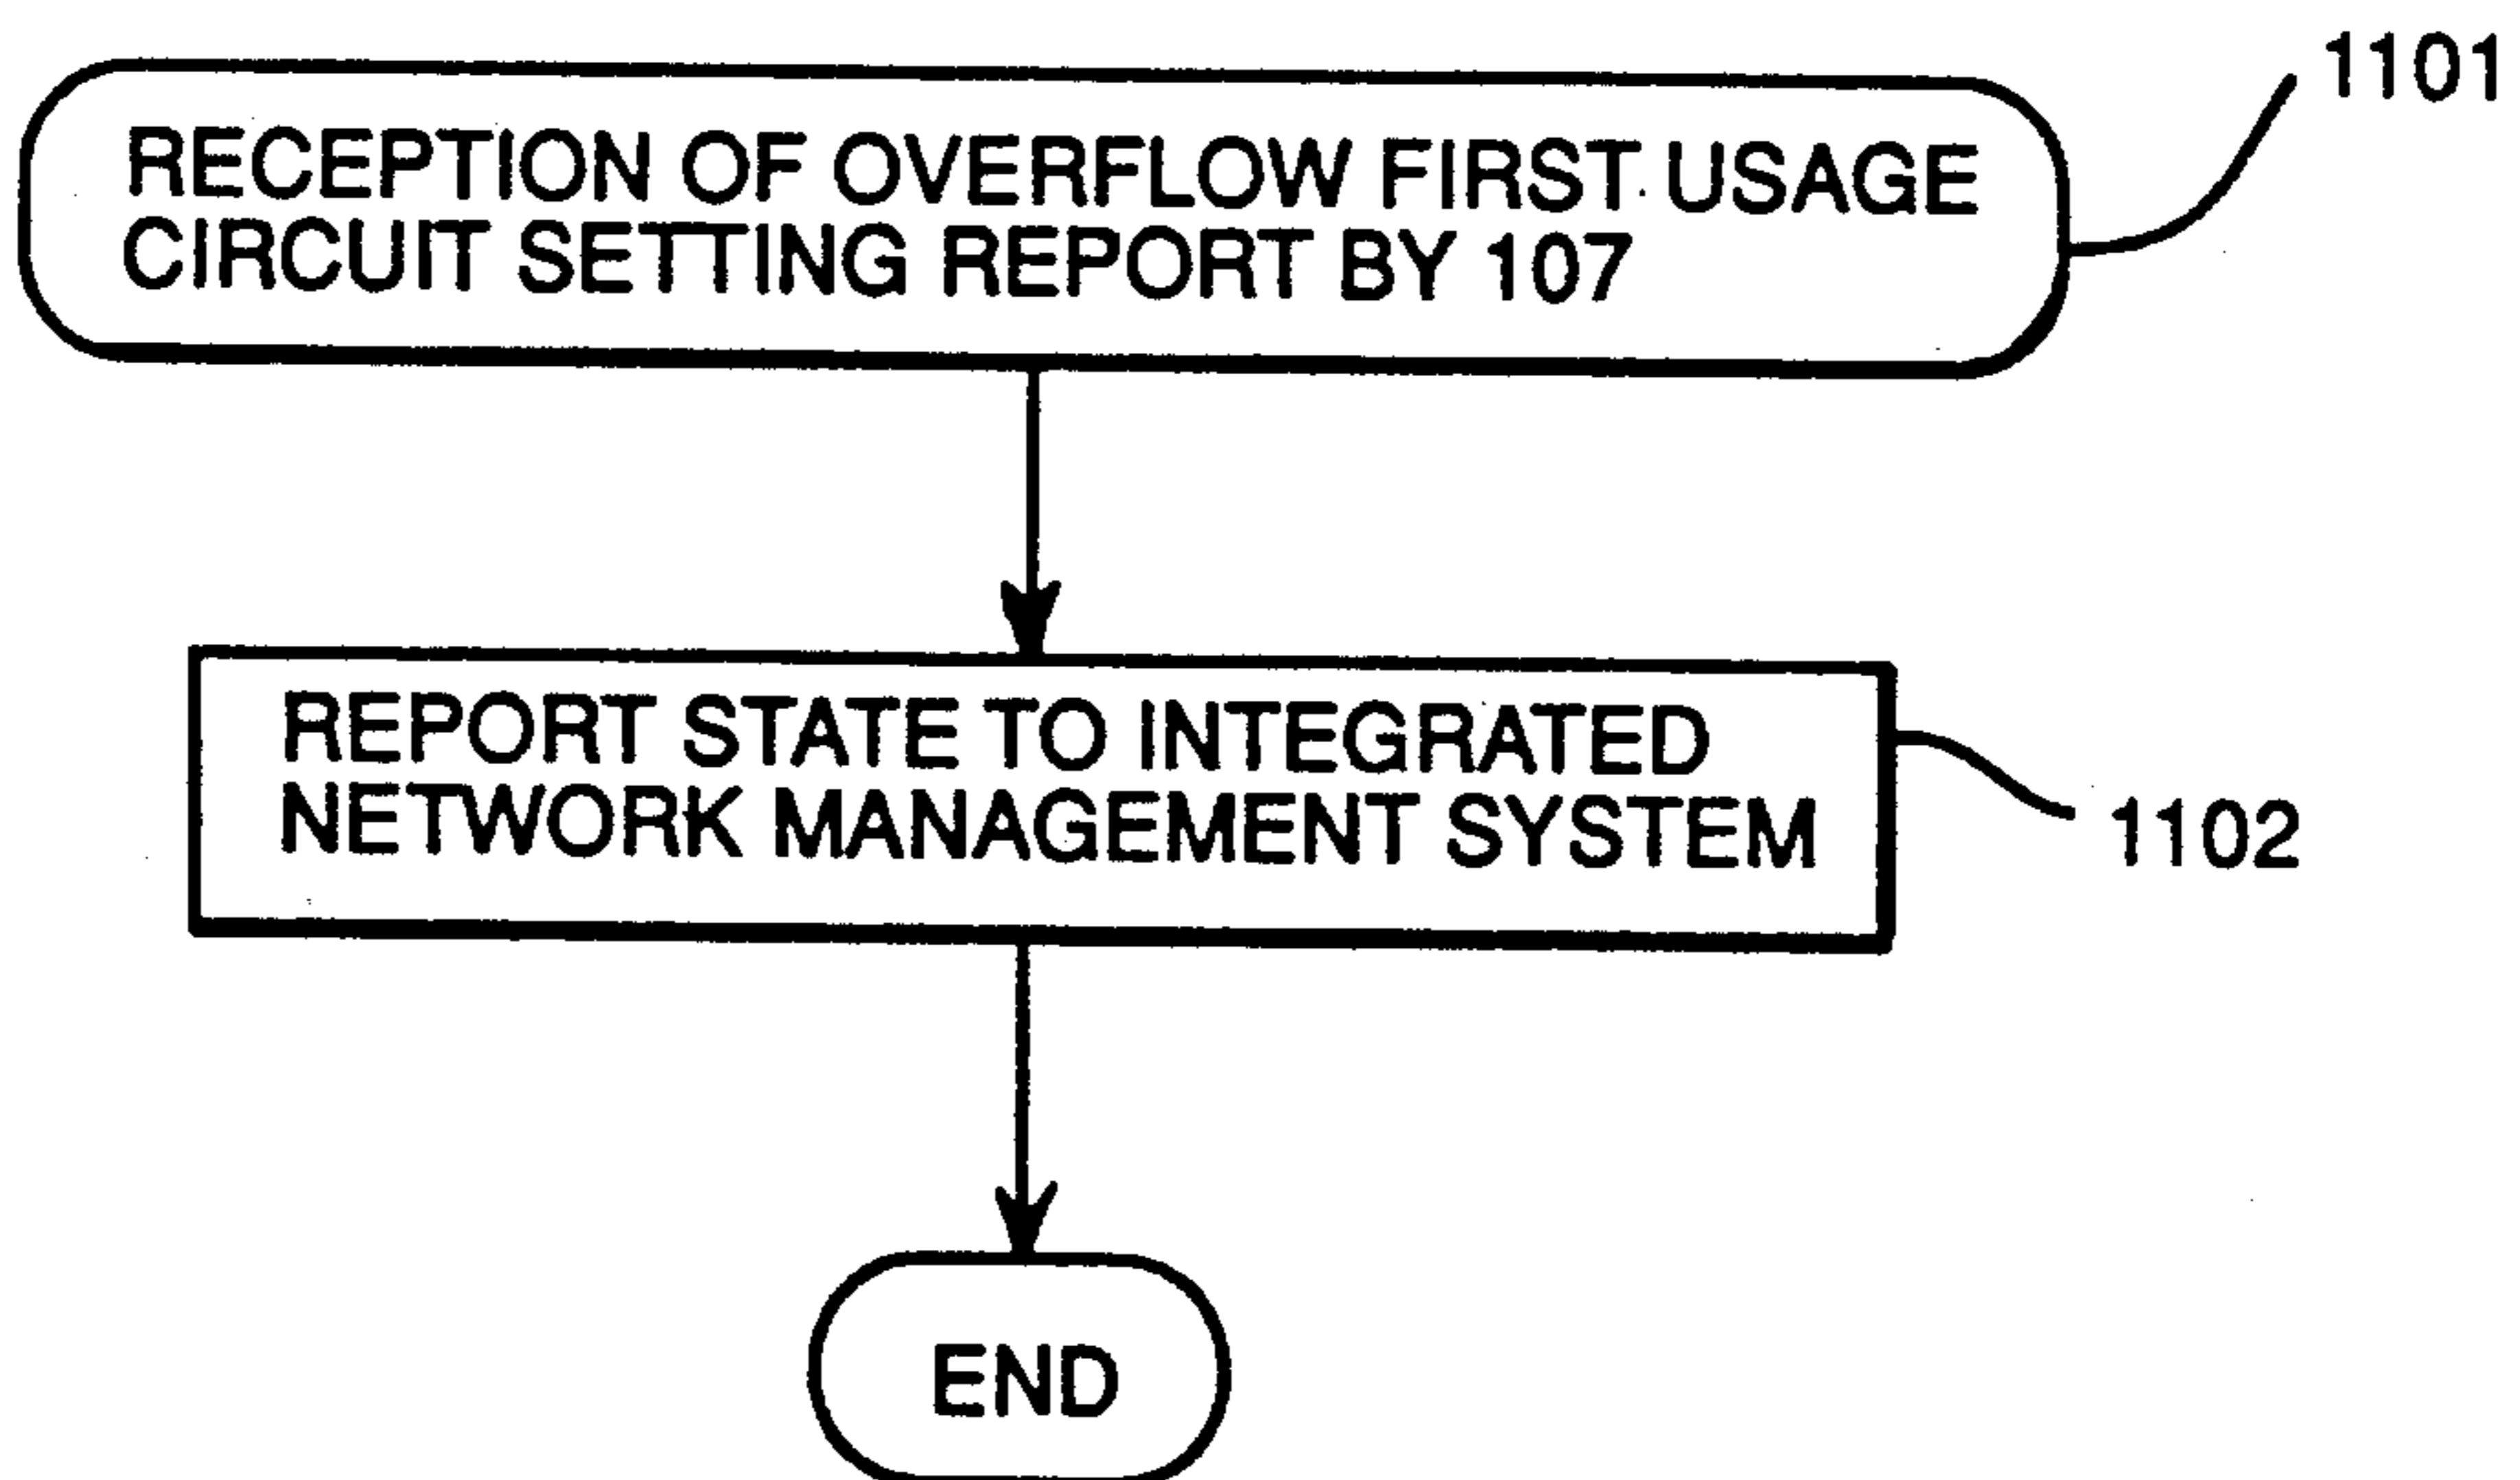 1101
RECEPTION OF OVERFLOW FIRST USAGE
CIRCUIT SETTING REPORT BY 107
REPORT STATE TO INTEGRATED
NETWORK MANAGEMENT SYSTEM
1102
END